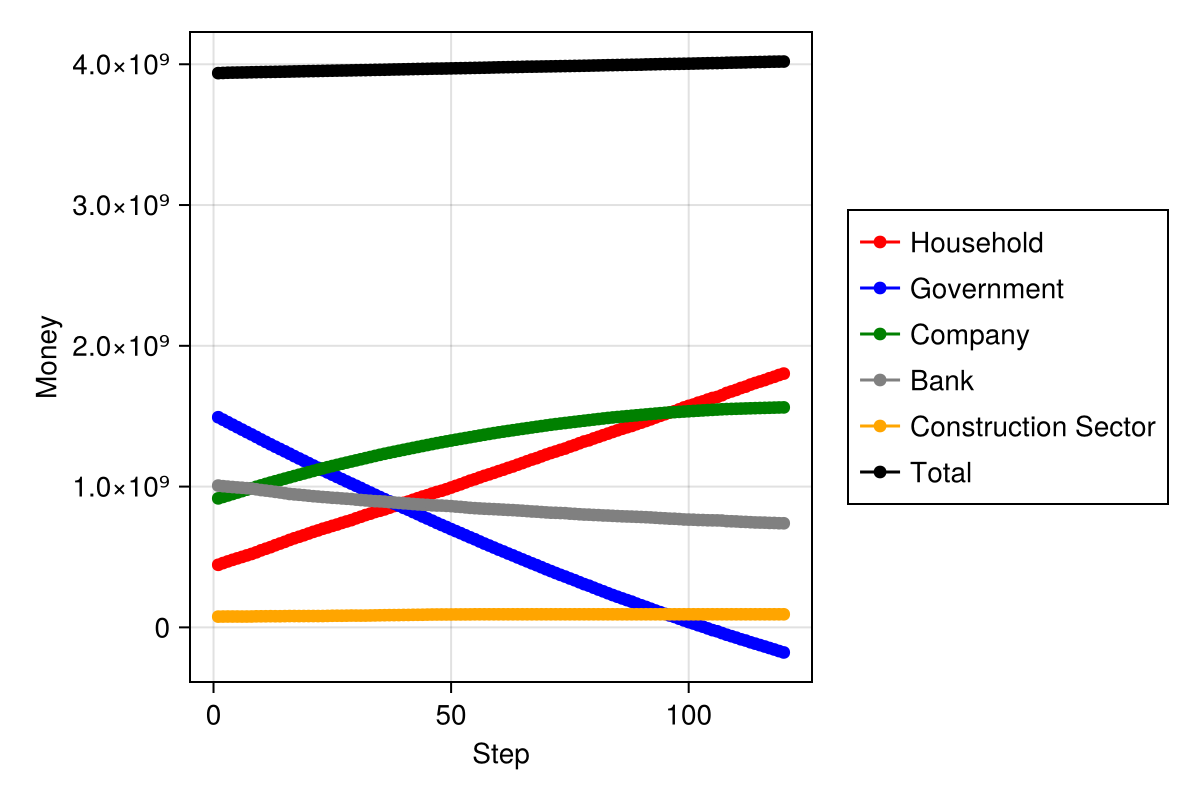 4.0×10⁹
3.0×10⁹
2.0×10⁹
1.0×10⁹
0
Money
0 50 100
Step
Household
Government
Company
Bank
Construction Sector
Total